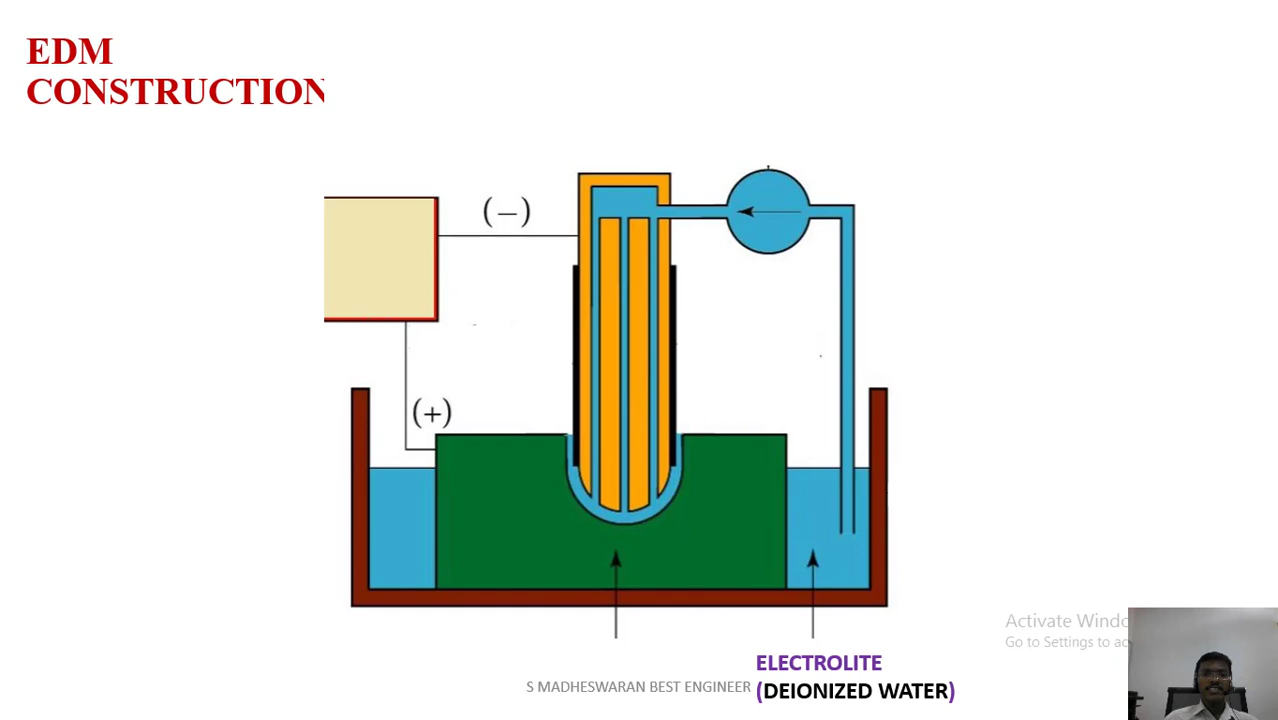 EDM
CONSTRUCTION
(−)
(+)
Activate Windo
Go to Settings to ac
ELECTROLITE
S MADHESWARAN BEST ENGINEER
(DEIONIZED WATER)